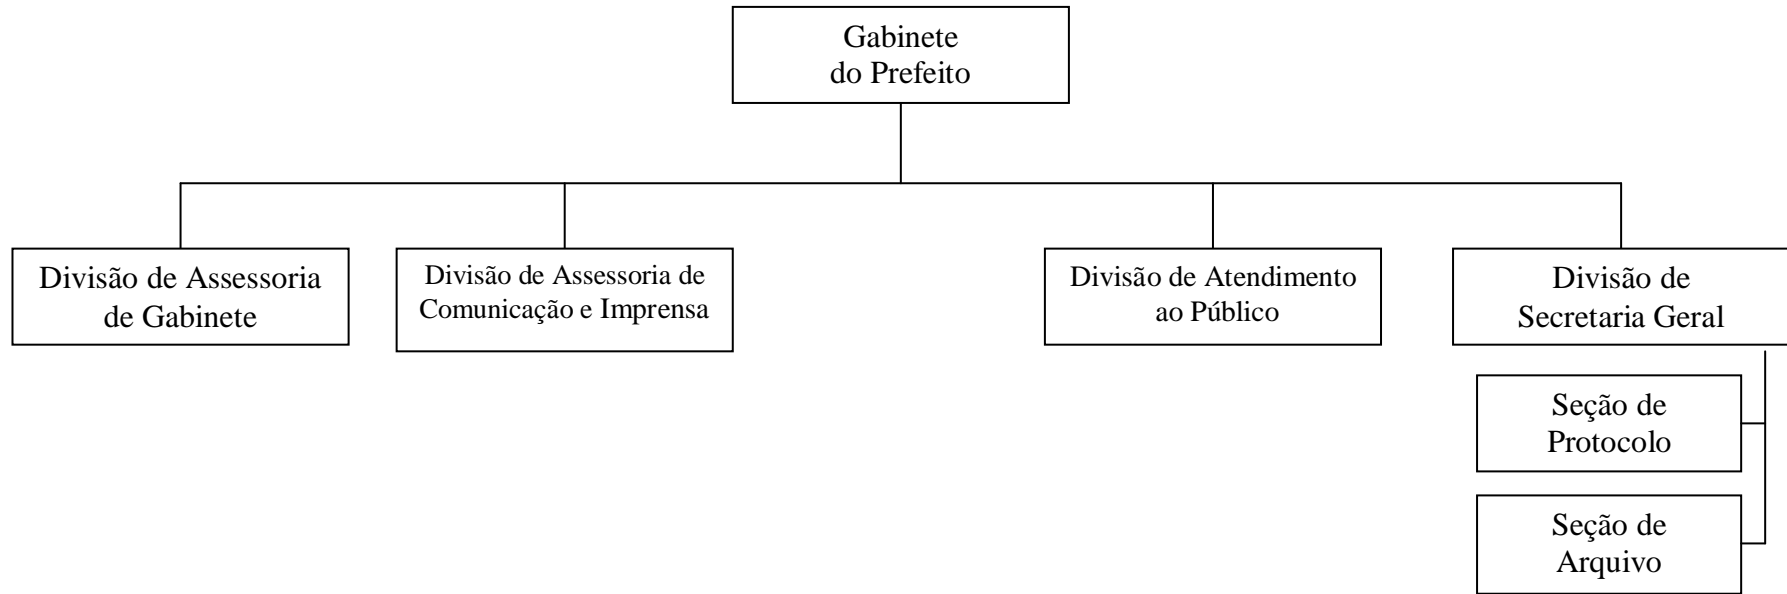 Gabinete
do Prefeito
Divisão de Assessoria
de Gabinete
Divisão de Assessoria de
Comunicação e Imprensa
Divisão de Atendimento
ao Público
Divisão de
Secretaria Geral
Seção de
Protocolo
Seção de
Arquivo